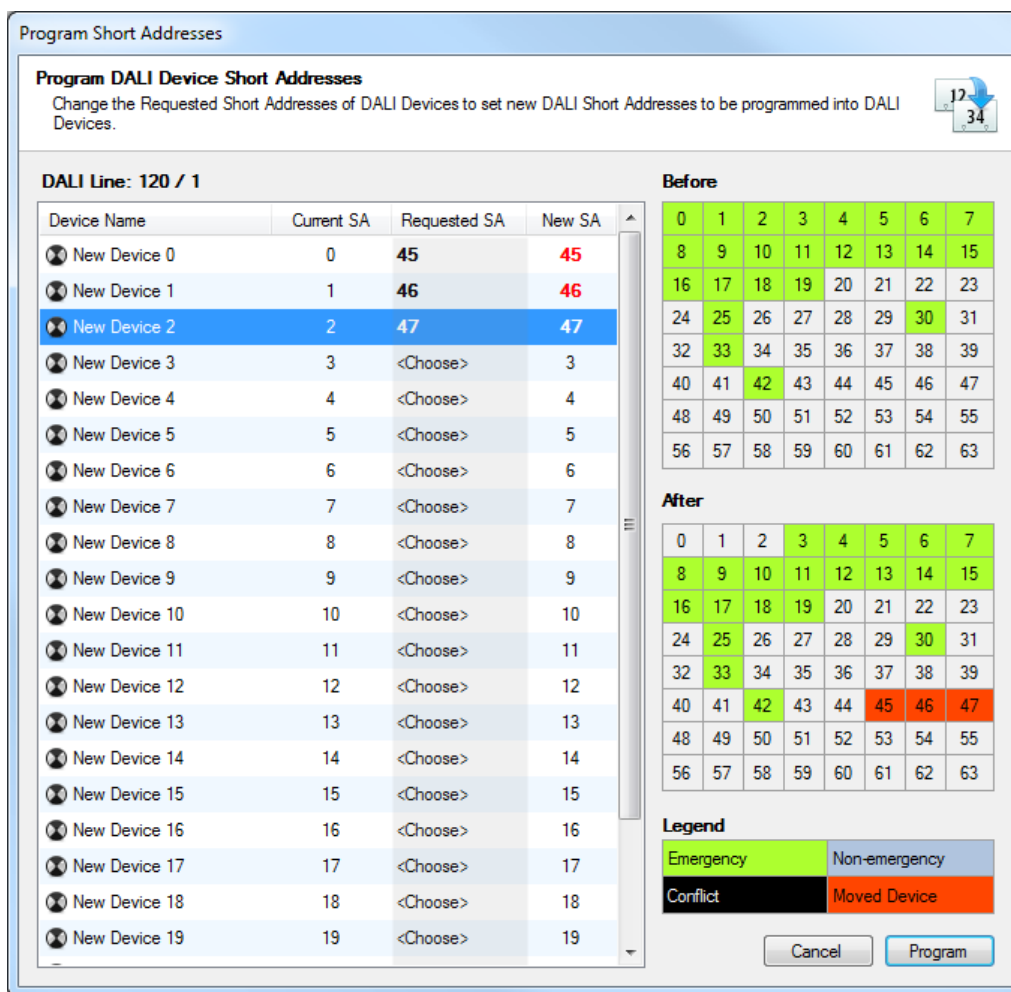 Program Short Addresses
Program DALI Device Short Addresses
Change the Requested Short Addresses of DALI Devices to set new DALI Short Addresses to be programmed into DALI
Devices.
12
34
DALI Line: 120 / 1
Device Name Current SA Requested SA New SA
New Device 0 0 45 45
New Device 1 1 46 46
New Device 2 2 47 47
New Device 3 3 <Choose> 3
New Device 4 4 <Choose> 4
New Device 5 5 <Choose> 5
New Device 6 6 <Choose> 6
New Device 7 7 <Choose> 7
New Device 8 8 <Choose> 8
New Device 9 9 <Choose> 9
New Device 10 10 <Choose> 10
New Device 11 11 <Choose> 11
New Device 12 12 <Choose> 12
New Device 13 13 <Choose> 13
New Device 14 14 <Choose> 14
New Device 15 15 <Choose> 15
New Device 16 16 <Choose> 16
New Device 17 17 <Choose> 17
New Device 18 18 <Choose> 18
New Device 19 19 <Choose> 19
Before
0 1 2 3 4 5 6 7
8 9 10 11 12 13 14 15
16 17 18 19 20 21 22 23
24 25 26 27 28 29 30 31
32 33 34 35 36 37 38 39
40 41 42 43 44 45 46 47
48 49 50 51 52 53 54 55
56 57 58 59 60 61 62 63
After
0 1 2 3 4 5 6 7
8 9 10 11 12 13 14 15
16 17 18 19 20 21 22 23
24 25 26 27 28 29 30 31
32 33 34 35 36 37 38 39
40 41 42 43 44 45 46 47
48 49 50 51 52 53 54 55
56 57 58 59 60 61 62 63
Legend
Emergency Non-emergency
Conflict Moved Device
Cancel Program